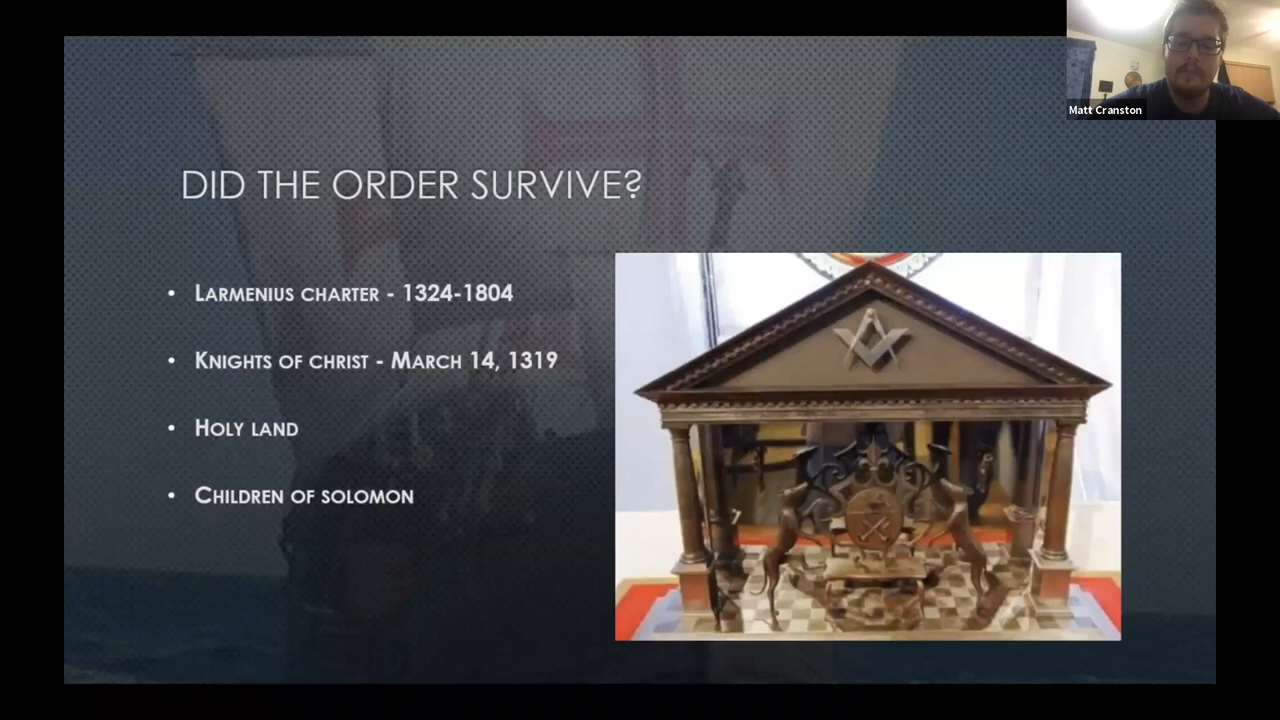 Matt Cranston
DID THE ORDER SURVIVE?
• LARMENIUS CHARTER - 1324-1804
• KNIGHTS OF CHRIST - MARCH 14, 1319
• HOLY LAND
• CHILDREN OF SOLOMON